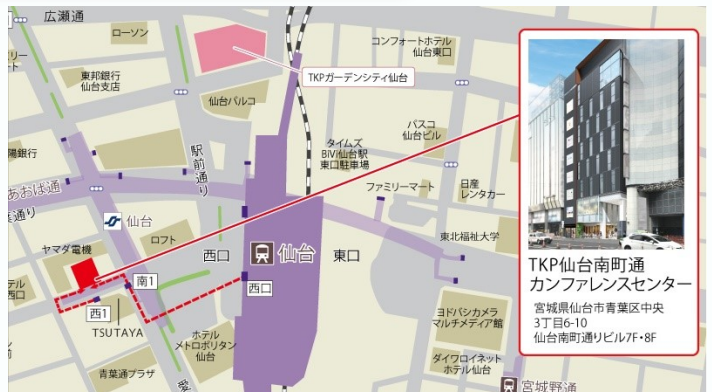 広瀬通
ローソン
コンフォートホテル
仙台東口
東邦銀行
仙台支店
TKPガーデンシティ仙台
仙台パルコ
パスコ
仙台ビル
駅前通り
タイムズ
BiVi仙台駅
東口駐車場
陽銀行
ファミリーマート
日産
レンタカー
あおば通
通り
仙台
ヤマダ電機
ロフト
西口
仙台
東口
東北福祉大学
南1
西口
西1
TSUTAYA
テル
西口
ホテル
メトロポリタン
仙台
ヨドバシカメラ
マルチメディア館
青葉通プラザ
愛
ダイワロイネット
ホテル仙台
宮城野通
TKP仙台南町通
カンファレンスセンター
宮城県仙台市青葉区中央
3丁目6-10
仙台南町通りビル7F・8F